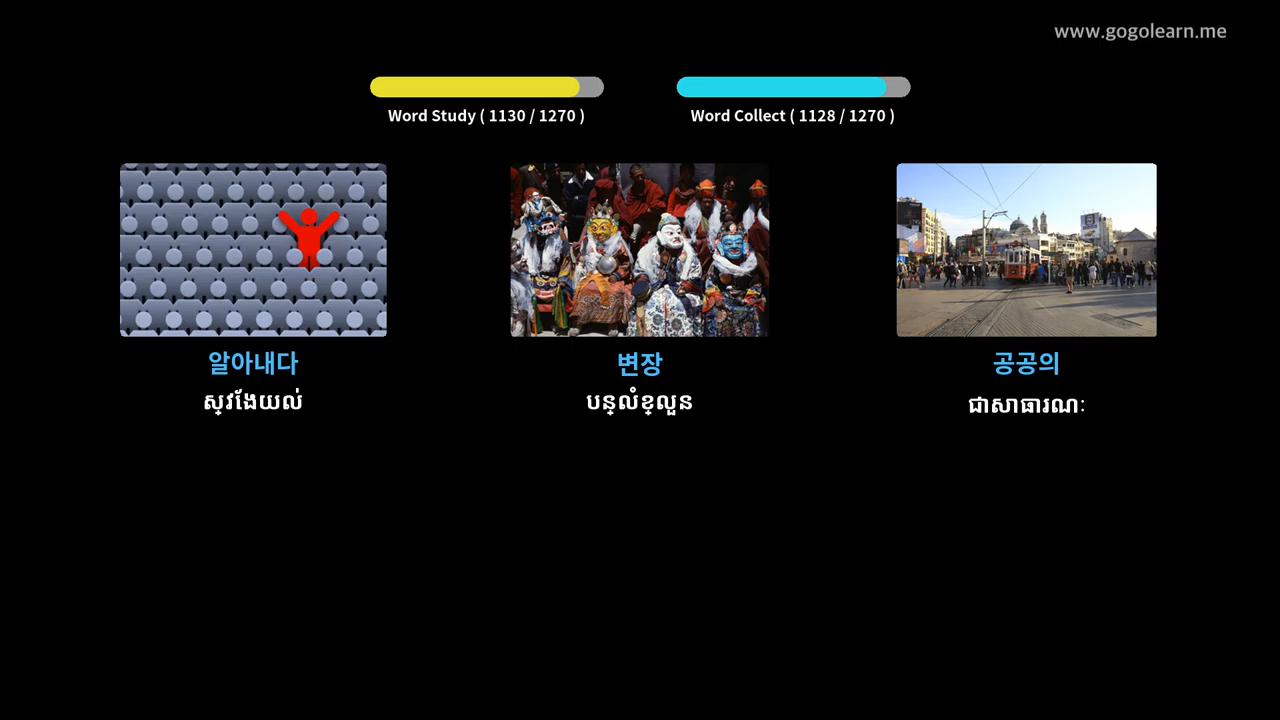 www.gogolearn.me
Word Study ( 1130 / 1270 )
Word Collect ( 1128 / 1270 )
알아내다
ស្វែងយល់
변장
បន្លំខ្លួន
공공의
ជាសាធារណៈ